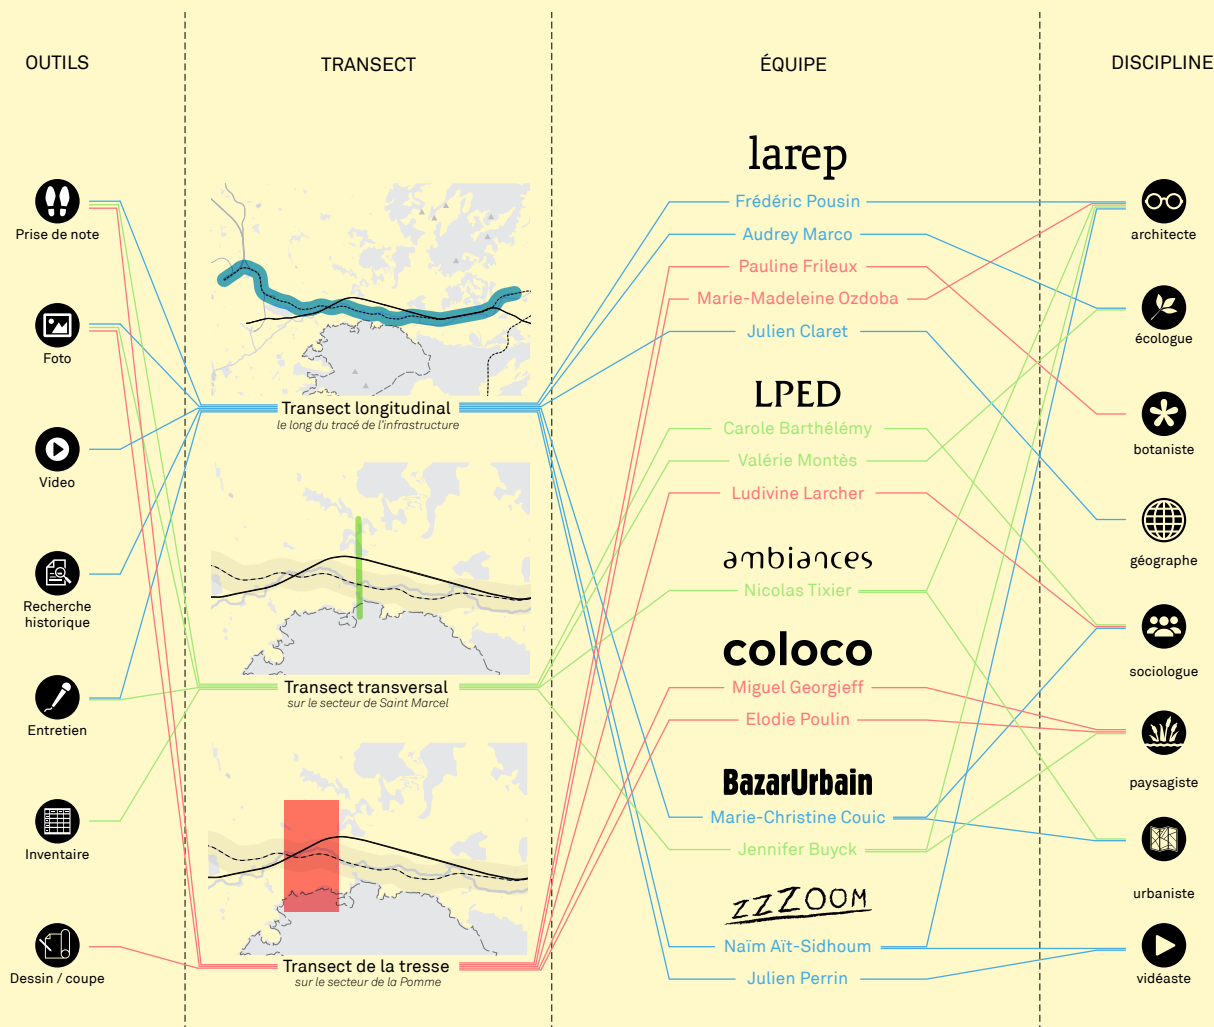 OUTILS
TRANSECT
ÉQUIPE
DISCIPLINE
Prise de note
Foto
Video
Recherche
historique
Entretien
Inventaire
Dessin / coupe
Transect longitudinal
le long du tracé de l'infrastructure
Transect transversal
sur le secteur de Saint Marcel
Transect de la tresse
sur le secteur de la Pomme
larep
Frédéric Pousin
Audrey Marco
Pauline Frileux
Marie-Madeleine Ozdoba
Julien Claret
LPED
Carole Barthélémy
Valérie Montès
Ludivine Larcher
ambiances
Nicolas Tixier
coloco
Miguel Georgieff
Elodie Poulin
BazarUrbain
Marie-Christine Couic
Jennifer Buyck
zzZOOM
Naïm Aït-Sidhoum
Julien Perrin
architecte
écologue
botaniste
géographe
sociologue
paysagiste
urbaniste
vidéaste